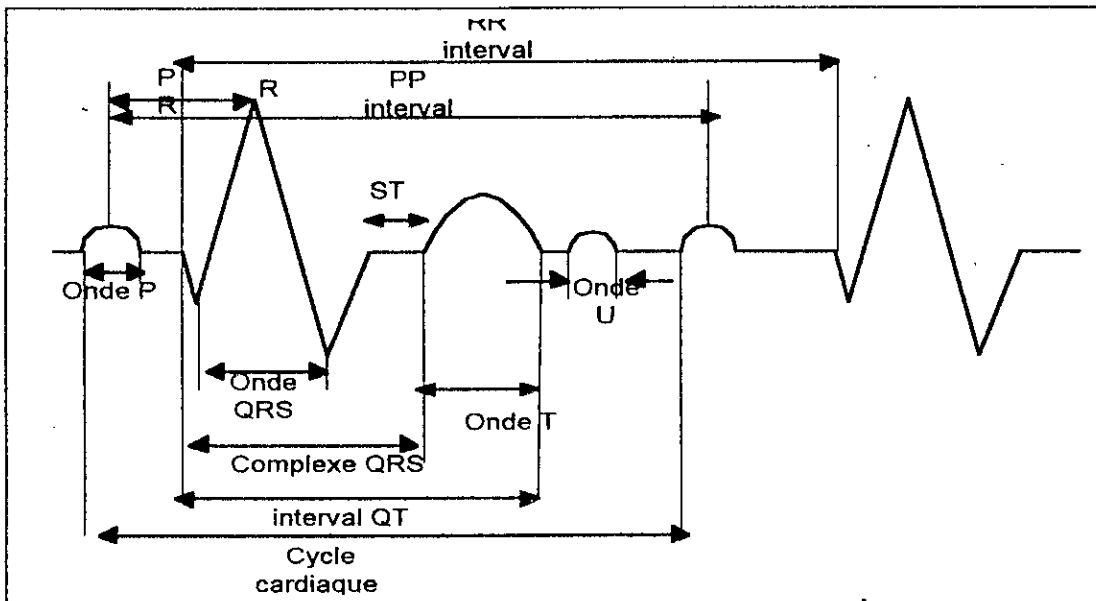 RR
interval
P
R
R
PP
interval
ST
Onde P
Onde
U
Onde
QRS
Onde T
Complexe QRS
interval QT
Cycle
cardiaque